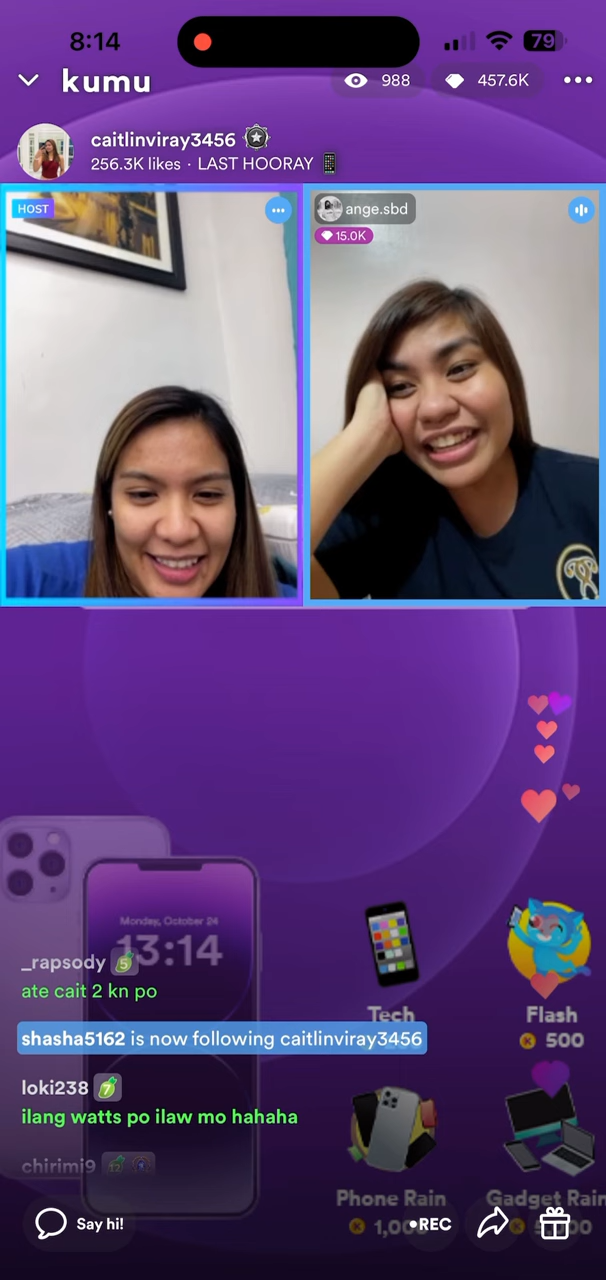 8:14
79
kumu
988
457.6K
caitlinviray3456
256.3K likes · LAST HOORAY
HOST
ange.sbd
15.0K
Monday, October 24
13:14
_rapsody 5
ate cait 2 kn po
shasha5162 is now following caitlinviray3456
loki238 7
ilang watts po ilaw mo hahaha
chirimi9
Tech
Flash
500
Phone Rain
Gadget Rain
Say hi!
REC